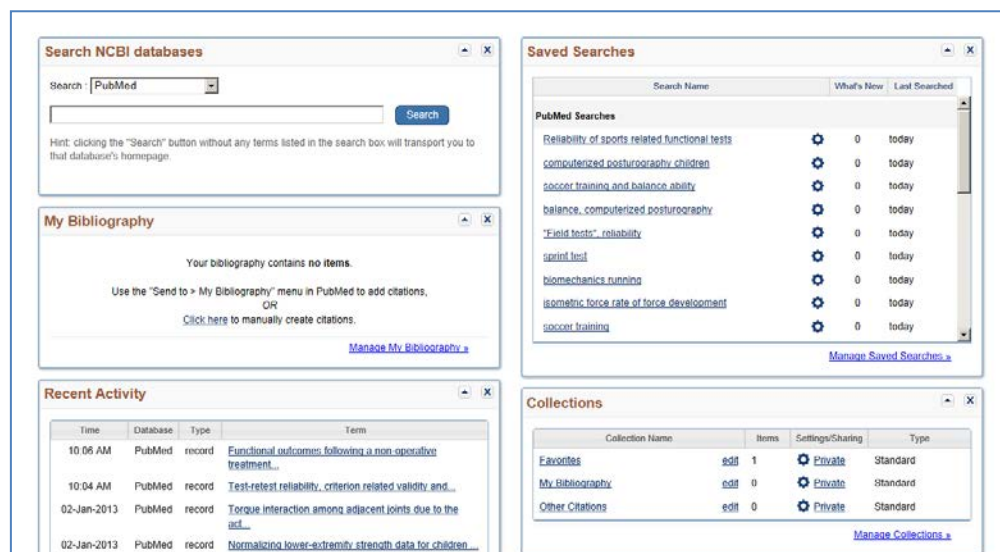 Search NCBI databases
Search : PubMed
Search
Hint: clicking the "Search" button without any terms listed in the search box will transport you to
that database's homepage.
My Bibliography
Your bibliography contains no items.
Use the "Send to > My Bibliography" menu in PubMed to add citations,
OR
Click here to manually create citations.
Manage My Bibliography »
Recent Activity
Time Database Type Term
10:06 AM PubMed record Functional outcomes following a non-operative
treatment...
10:04 AM PubMed record Test-retest reliability, criterion related validity and...
02-Jan-2013 PubMed record Torque interaction among adjacent joints due to the
act...
02-Jan-2013 PubMed record Normalizing lower-extremity strength data for children ...
Saved Searches
Search Name What's New Last Searched
PubMed Searches
Reliability of sports related functional tests 0 today
computerized posturography children 0 today
soccer training and balance ability 0 today
balance, computerized posturography 0 today
"Field tests", reliability 0 today
sprint test 0 today
biomechanics running 0 today
isometric force rate of force development 0 today
soccer training 0 today
Manage Saved Searches »
Collections
Collection Name Items Settings/Sharing Type
Favorites edit 1 Private Standard
My Bibliography edit 0 Private Standard
Other Citations edit 0 Private Standard
Manage Collections »